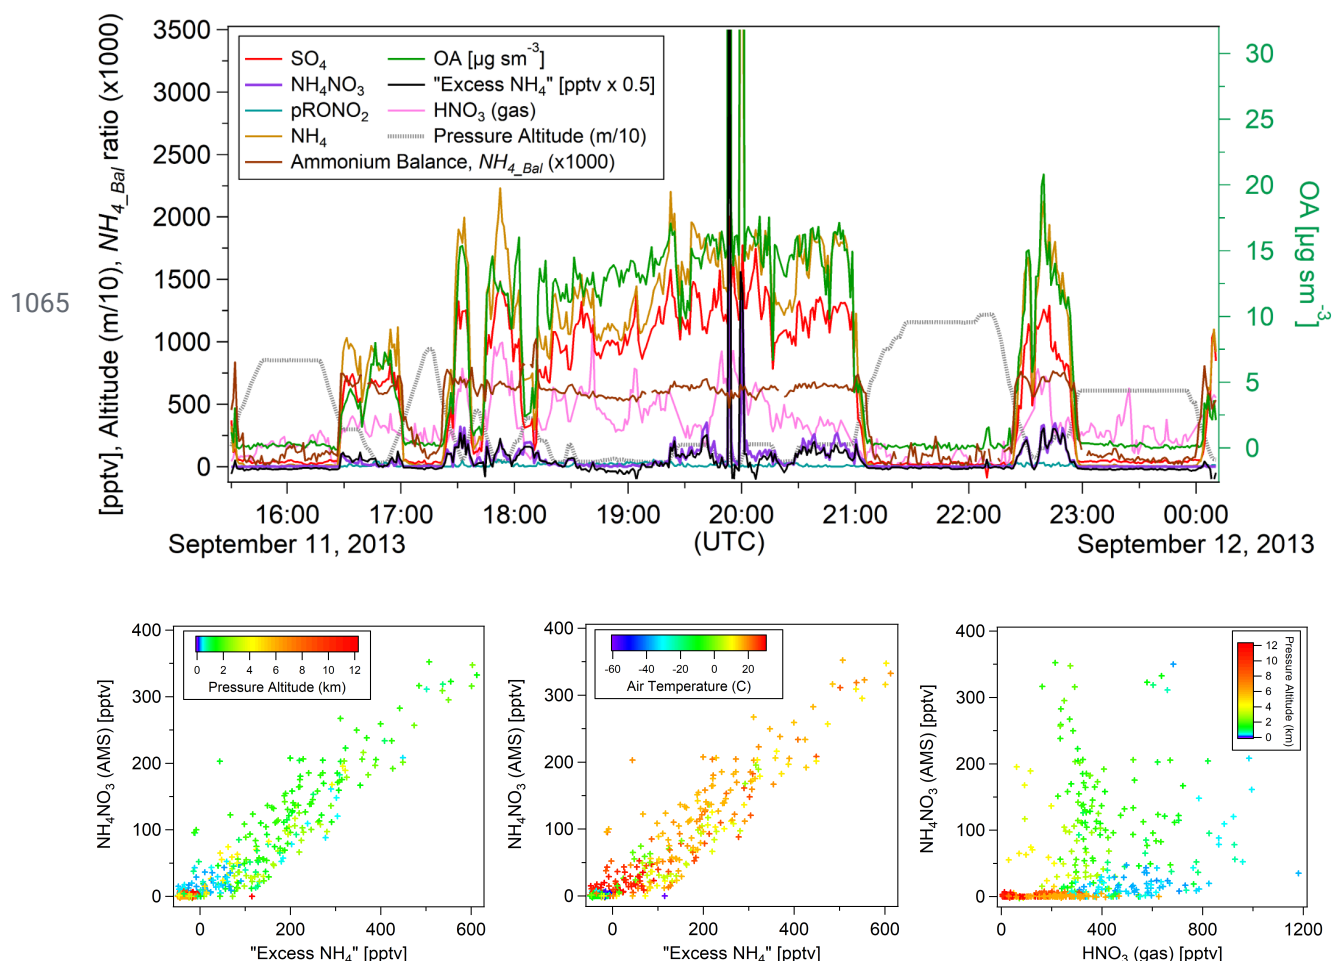 3500
3000
2500
2000
1500
1000
500
0
[pptv], Altitude (m/10), NH4_Bal ratio (x1000)
SO4
NH4NO3
pRONO2
NH4
Ammonium Balance, NH4_Bal (x1000)
OA [µg sm-3]
"Excess NH4" [pptv x 0.5]
HNO3 (gas)
Pressure Altitude (m/10)
30
25
20
15
10
5
0
OA [µg sm-3]
1065
16:00 17:00 18:00 19:00 20:00 21:00 22:00 23:00 00:00
September 11, 2013 (UTC) September 12, 2013
400
300
200
100
0
NH4NO3 (AMS) [pptv]
0 2 4 6 8 10 12
Pressure Altitude (km)
0 200 400 600
"Excess NH4" [pptv]
400
300
200
100
0
NH4NO3 (AMS) [pptv]
-60 -40 -20 0 20
Air Temperature (C)
0 200 400 600
"Excess NH4" [pptv]
400
300
200
100
0
NH4NO3 (AMS) [pptv]
12
10
8
6
4
2
0
Pressure Altitude (km)
0 400 800 1200
HNO3 (gas) [pptv]